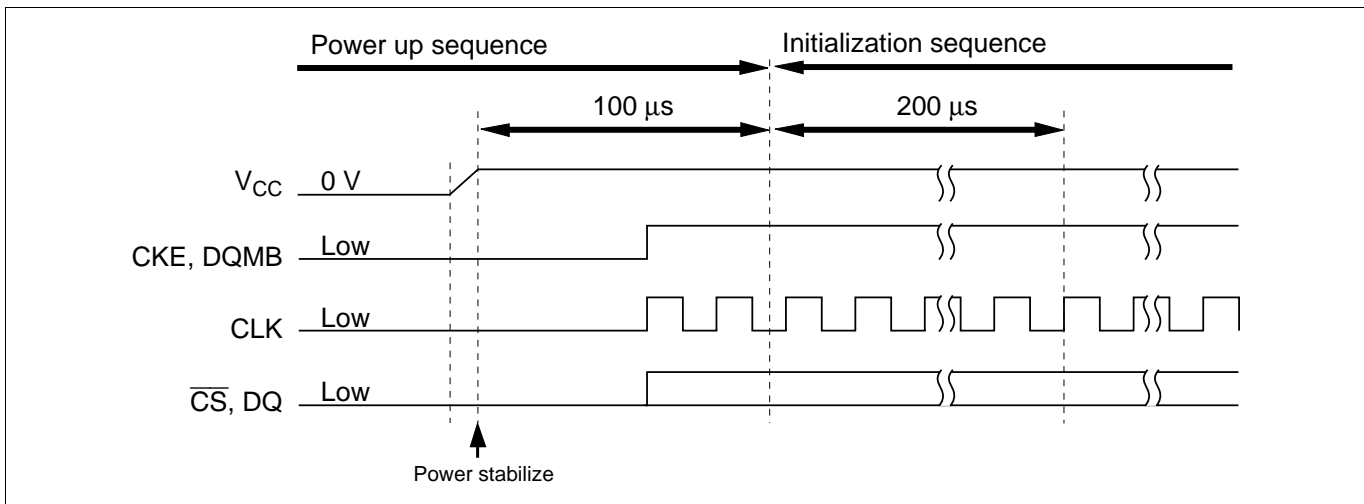 Power up sequence
Initialization sequence
100 μs
200 μs
VCC
0 V
CKE, DQMB
Low
CLK
Low
C̅S̅, DQ
Low
Power stabilize